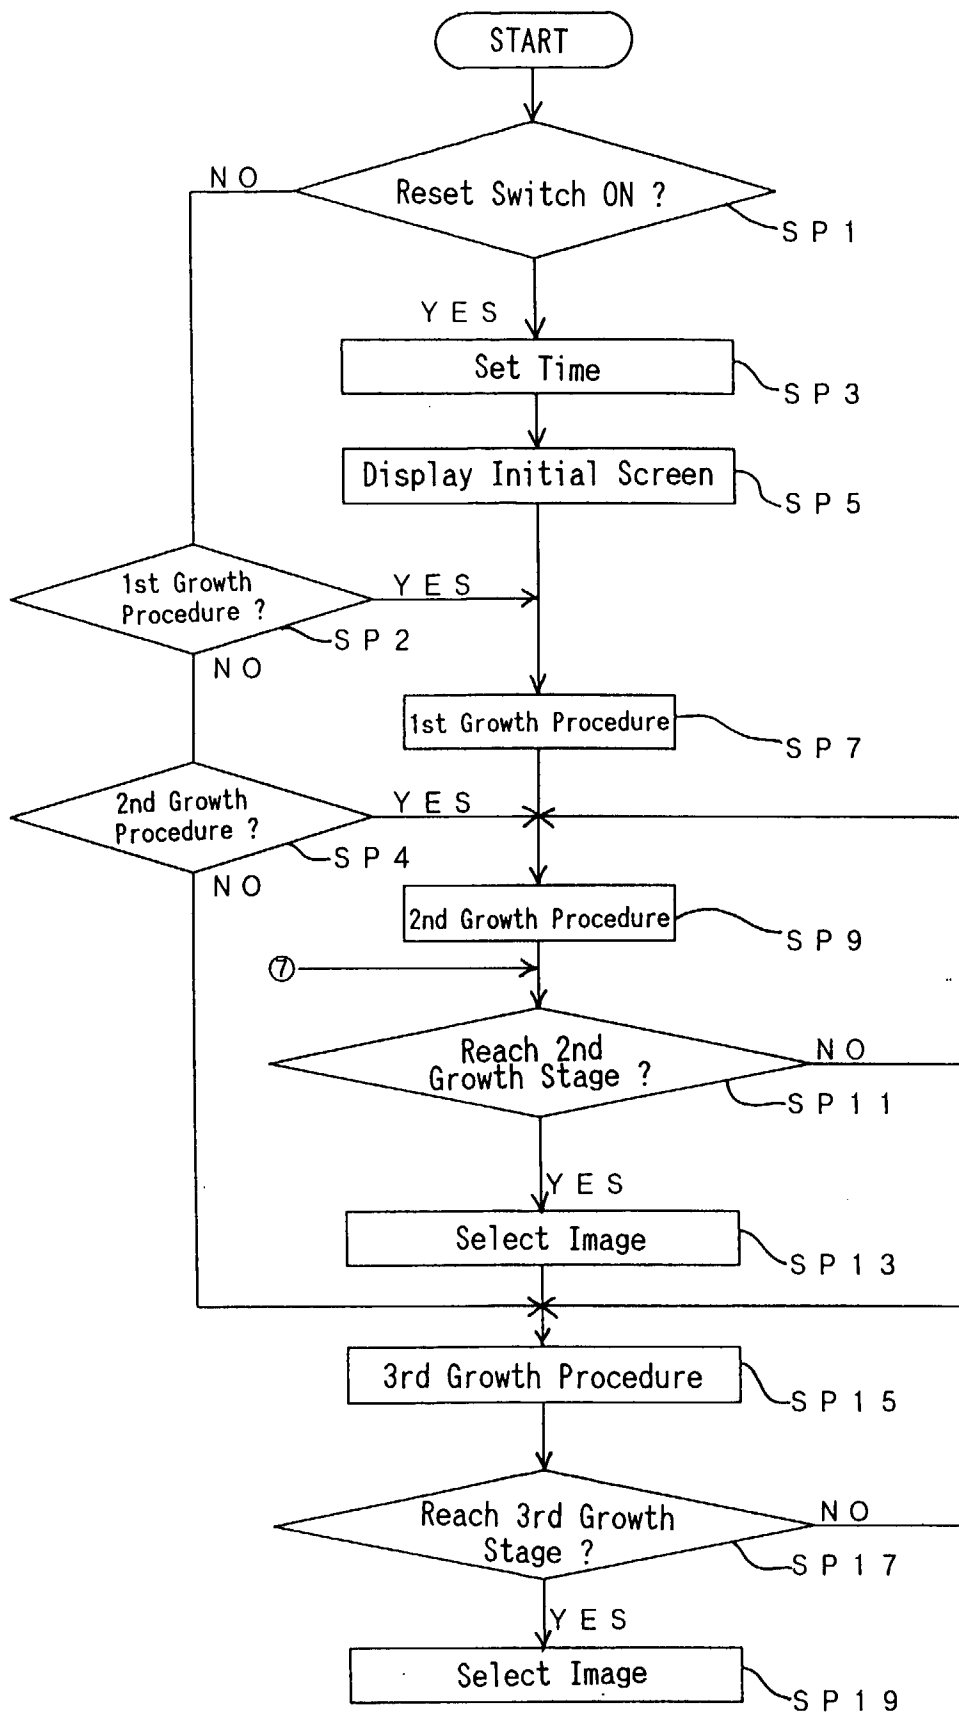 START
NO
Reset Switch ON ?
SP1
YES
Set Time
SP3
Display Initial Screen
SP5
1st Growth
Procedure ?
YES
SP2
NO
1st Growth Procedure
SP7
2nd Growth
Procedure ?
YES
SP4
NO
2nd Growth Procedure
SP9
⑦
Reach 2nd
Growth Stage ?
NO
SP11
YES
Select Image
SP13
3rd Growth Procedure
SP15
Reach 3rd Growth
Stage ?
NO
SP17
YES
Select Image
SP19